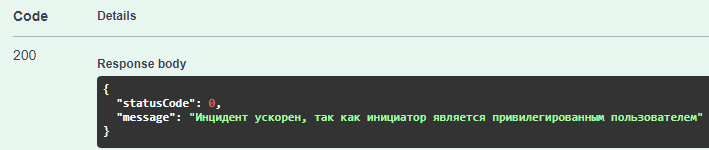 Code Details
200
Response body
{
"statusCode": 0,
"message": "Инцидент ускорен, так как инициатор является привилегированным пользователем"
}